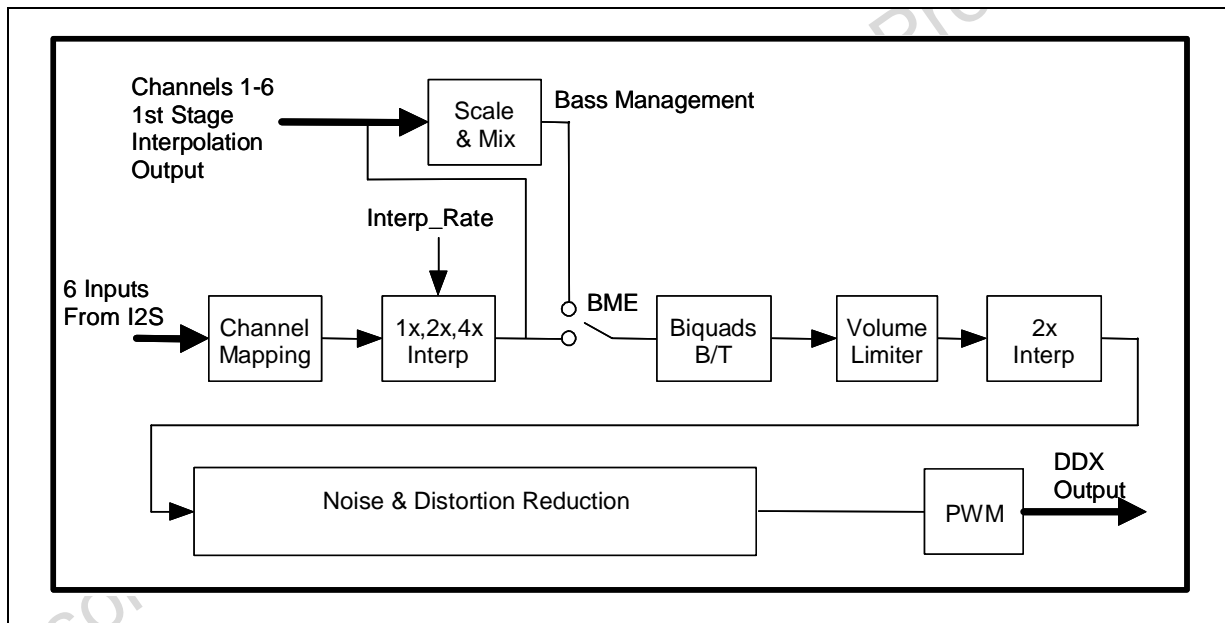 Channels 1-6
1st Stage
Interpolation
Output
Scale
& Mix
Bass Management
Interp_Rate
6 Inputs
From I2S
Channel
Mapping
1x,2x,4x
Interp
BME
Biquads
B/T
Volume
Limiter
2x
Interp
Noise & Distortion Reduction
PWM
DDX
Output